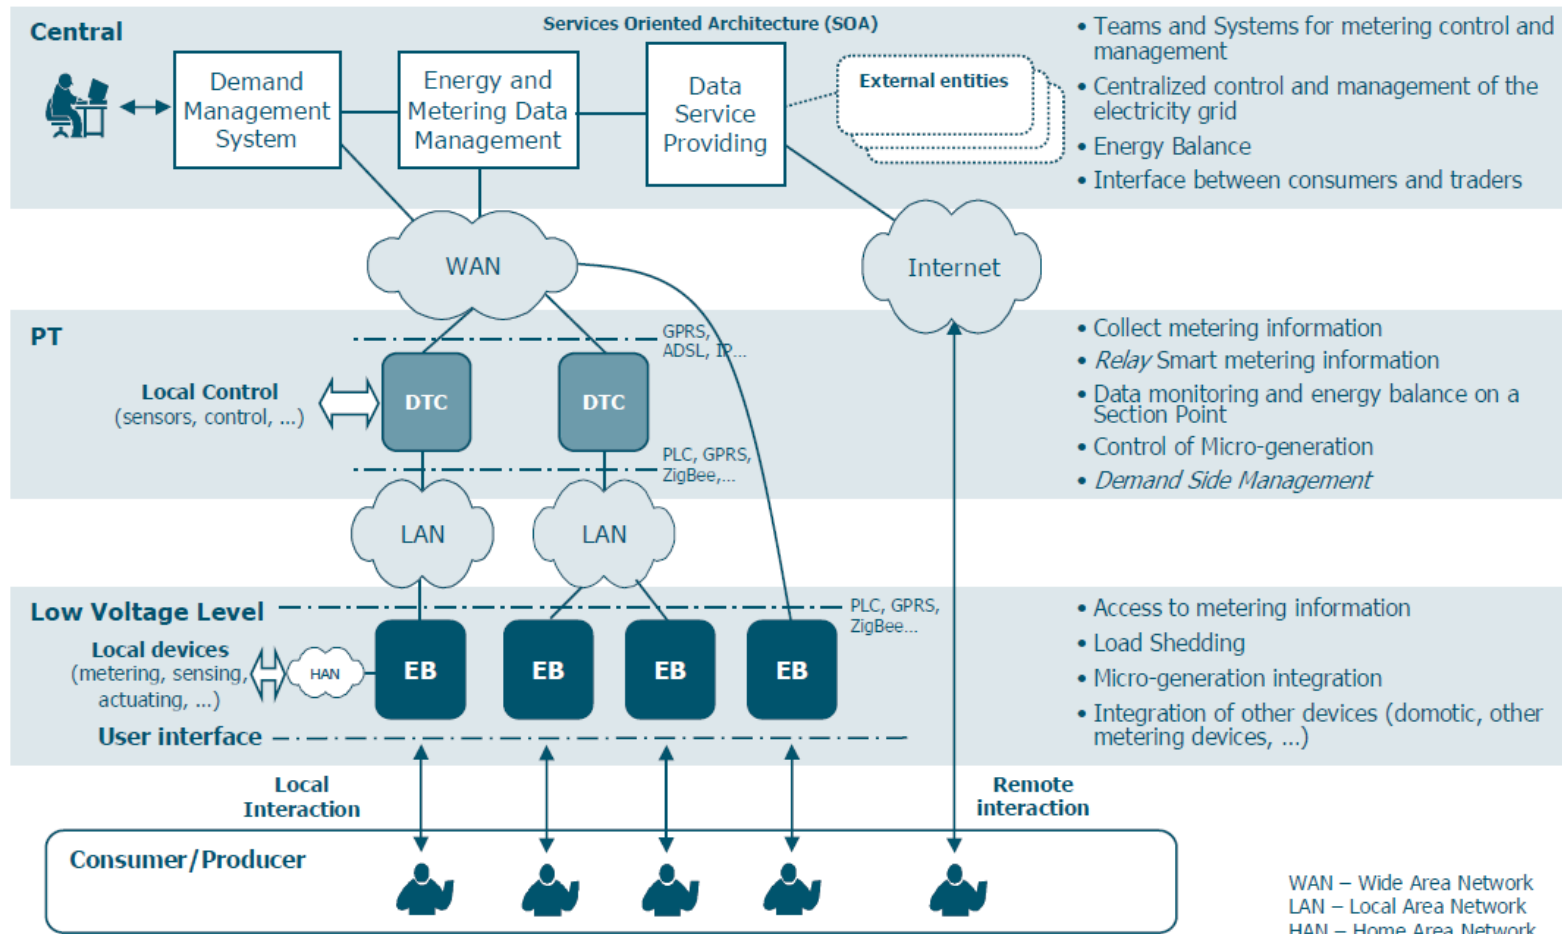 Services Oriented Architecture (SOA)
Central
Demand
Management
System
Energy and
Metering Data
Management
Data
Service
Providing
External entities
• Teams and Systems for metering control and
management
• Centralized control and management of the
electricity grid
• Energy Balance
• Interface between consumers and traders
WAN
Internet
PT
GPRS,
ADSL, IP...
Local Control
(sensors, control, ...)
DTC
DTC
PLC, GPRS,
ZigBee,...
LAN
LAN
• Collect metering information
• Relay Smart metering information
• Data monitoring and energy balance on a
Section Point
• Control of Micro-generation
• Demand Side Management
Low Voltage Level
PLC, GPRS,
ZigBee...
Local devices
(metering, sensing,
actuating, ...)
HAN
EB
EB
EB
EB
User interface
• Access to metering information
• Load Shedding
• Micro-generation integration
• Integration of other devices (domotic, other
metering devices, ...)
Local
Interaction
Remote
interaction
Consumer/Producer
WAN – Wide Area Network
LAN – Local Area Network
HAN – Home Area Network